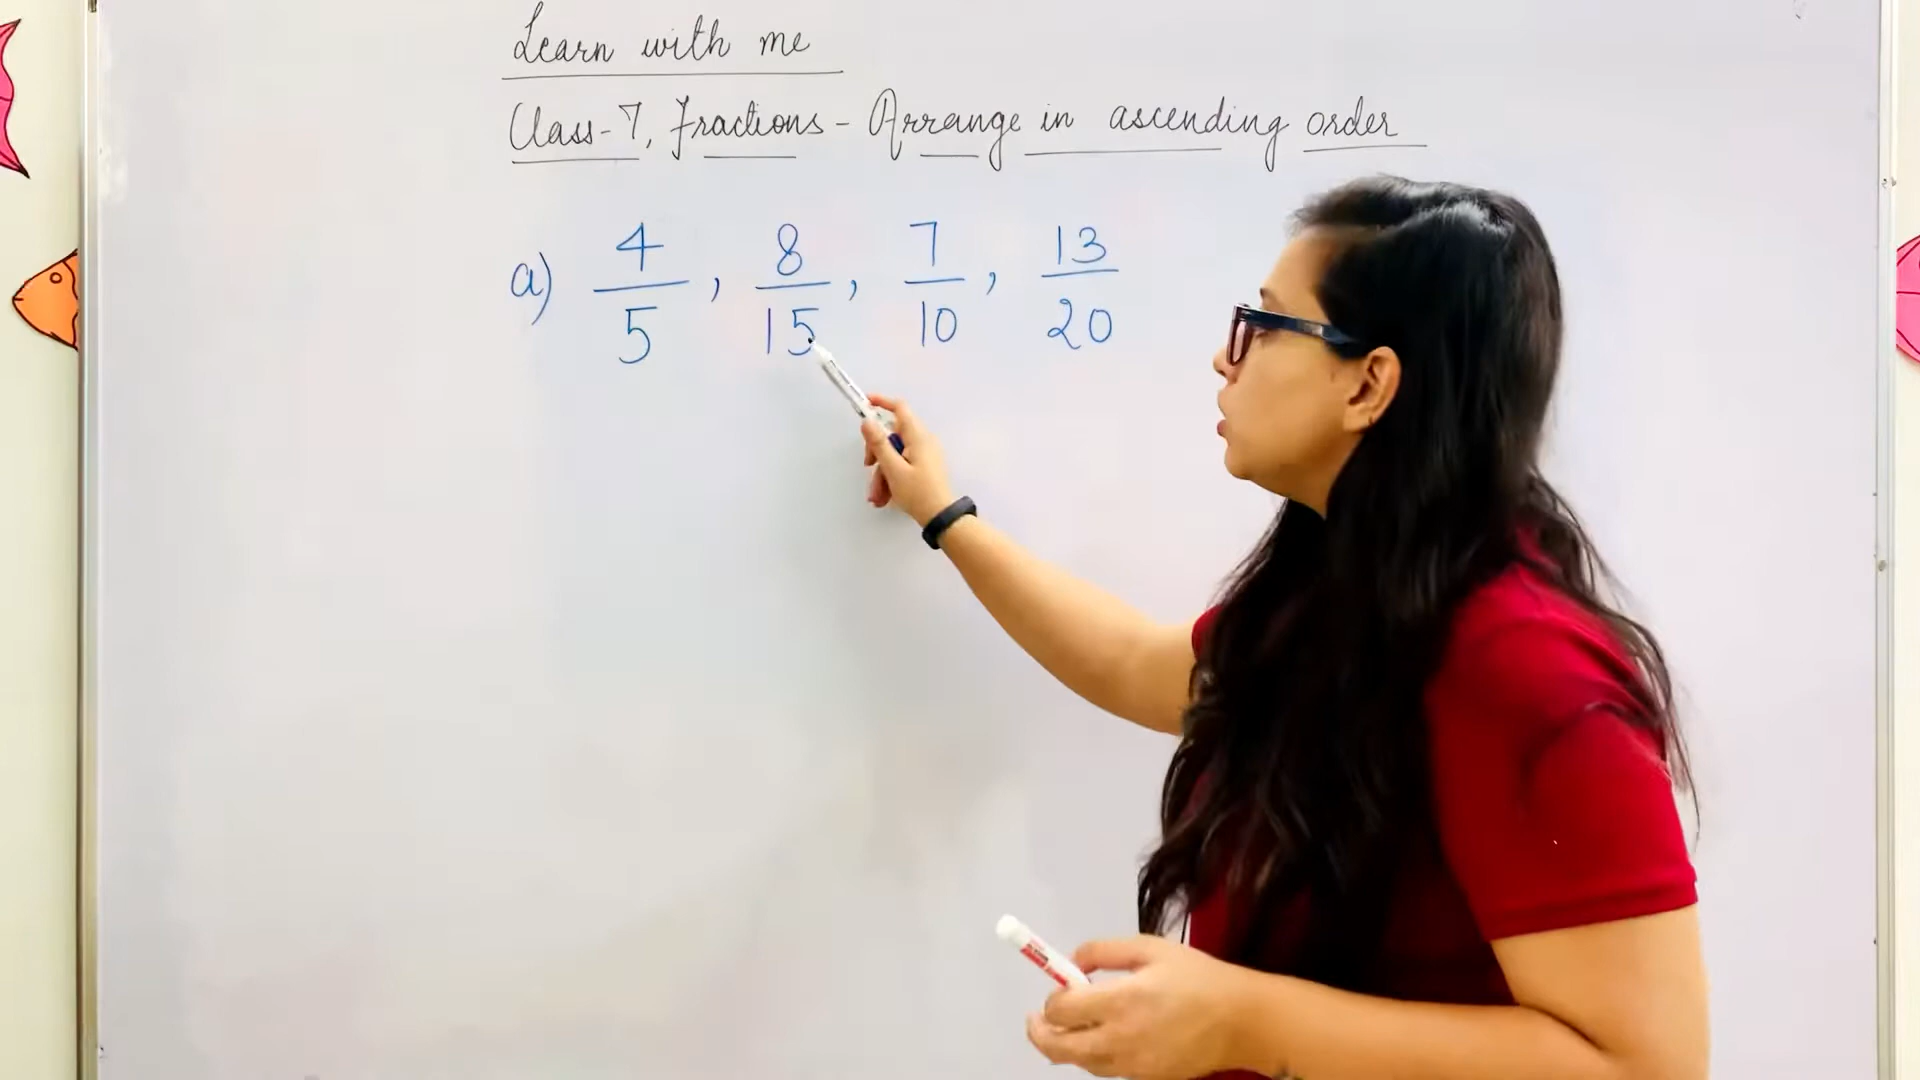 Learn with me
Class-7, Fractions - Arrange in ascending order
a) 4/5, 8/15, 7/10, 13/20